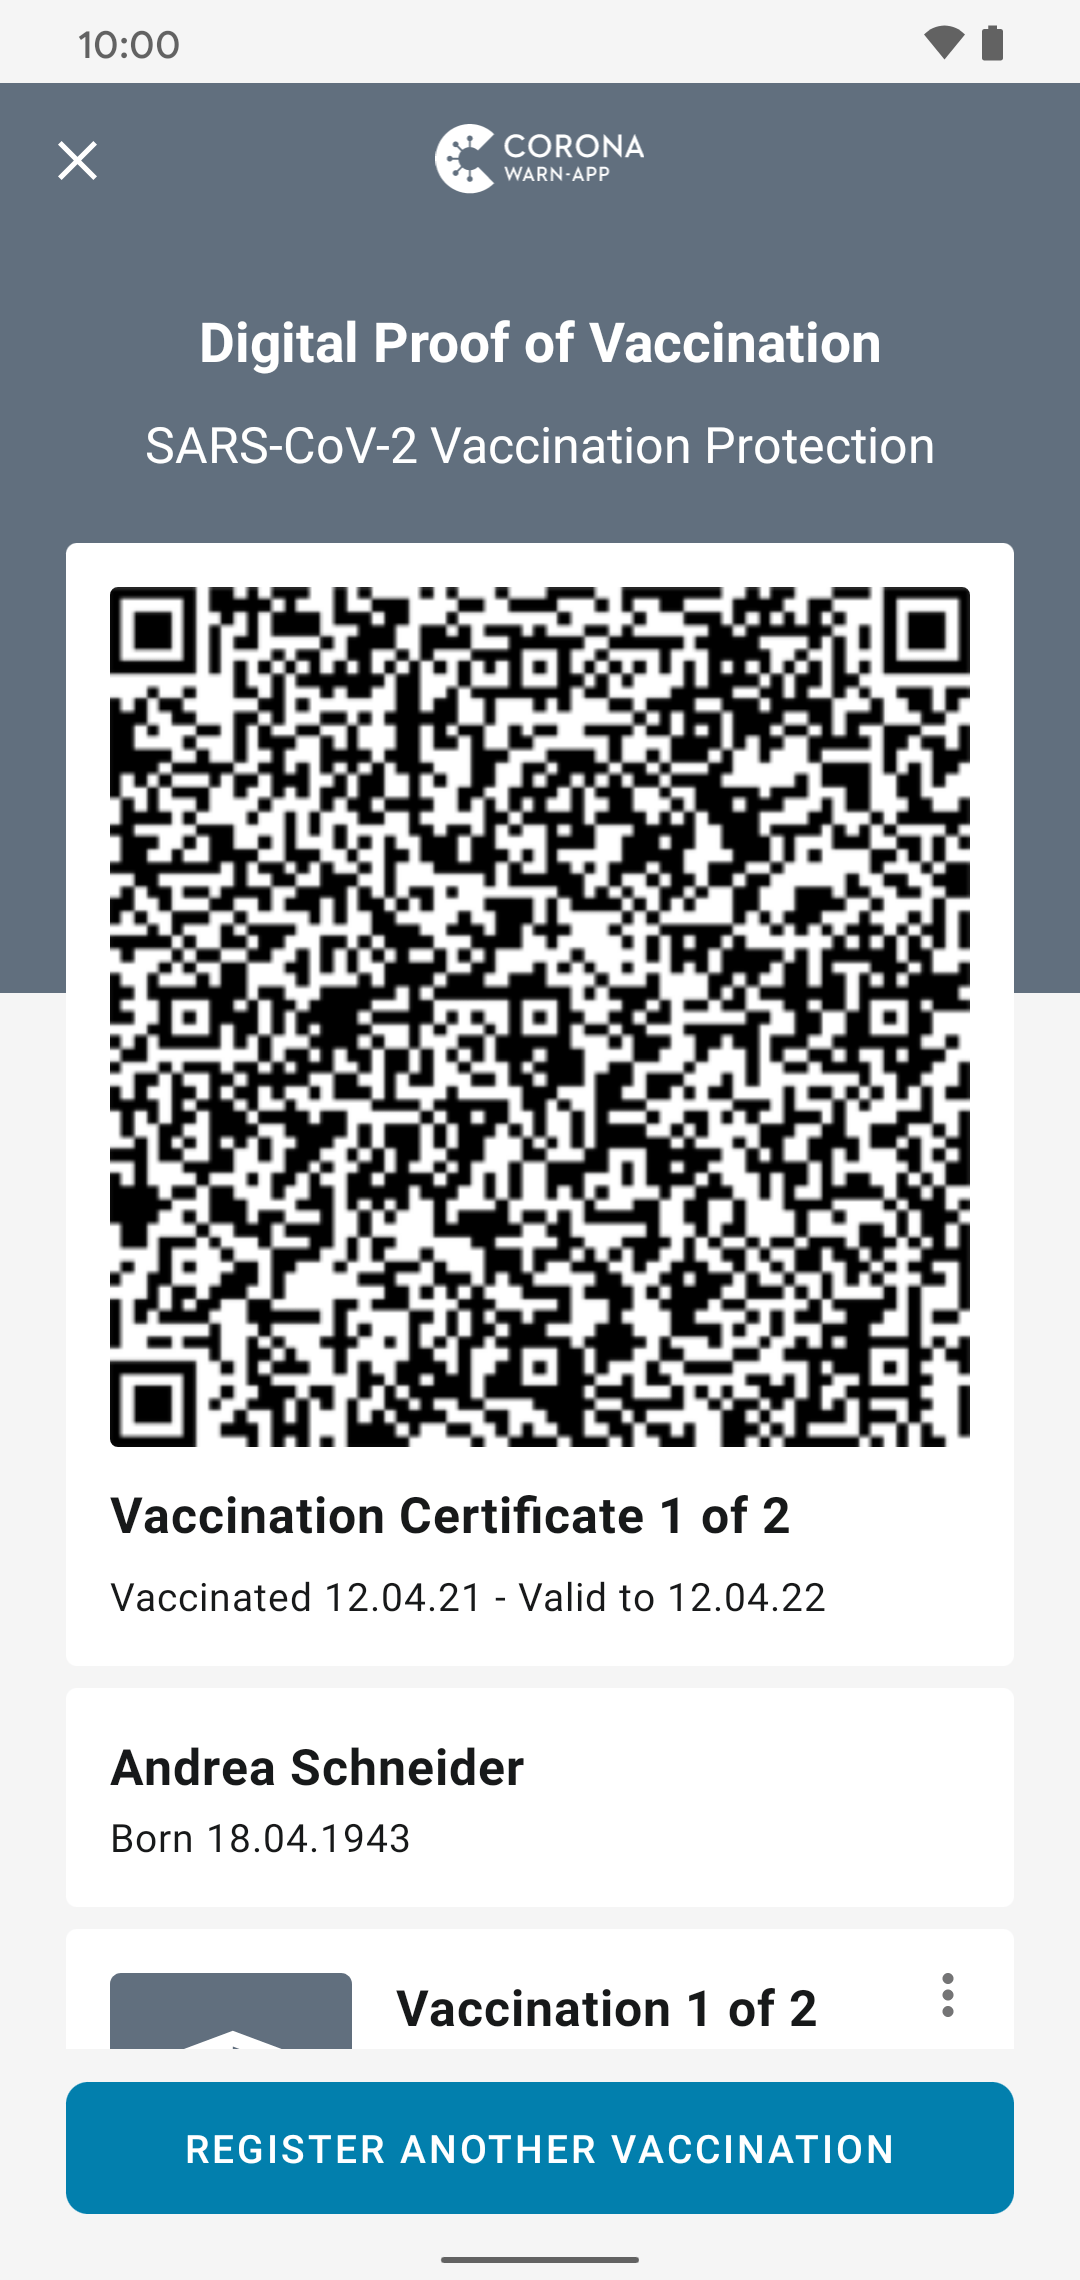 10:00
CORONA
WARN-APP
Digital Proof of Vaccination
SARS-CoV-2 Vaccination Protection
Vaccination Certificate 1 of 2
Vaccinated 12.04.21 - Valid to 12.04.22
Andrea Schneider
Born 18.04.1943
Vaccination 1 of 2
REGISTER ANOTHER VACCINATION